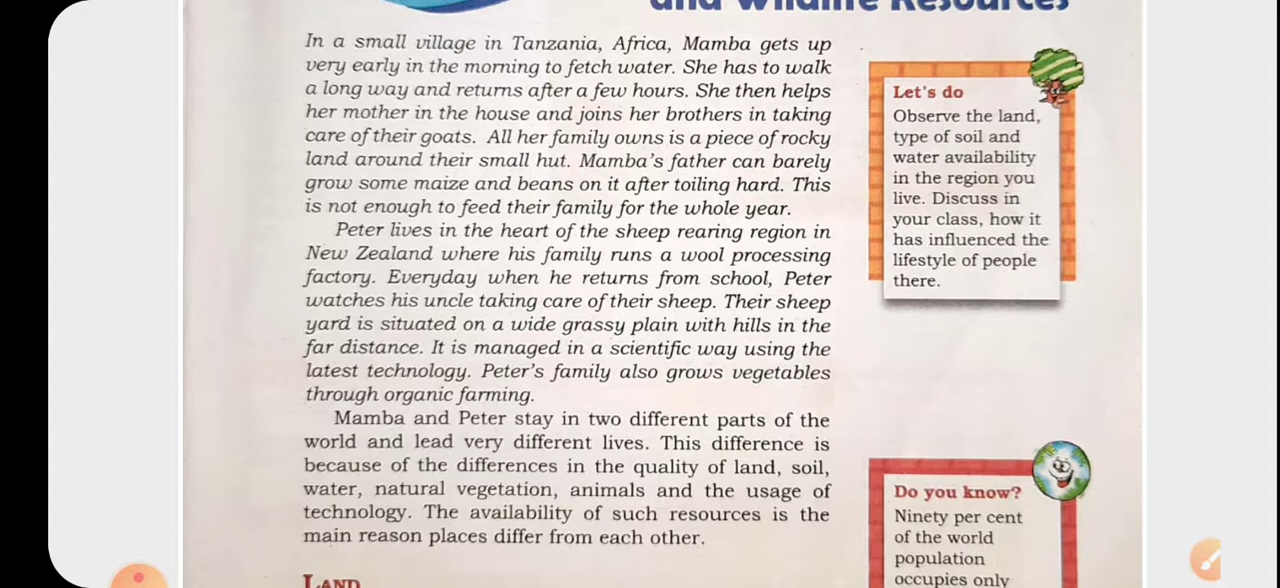 and Wildlife Resources
In a small village in Tanzania, Africa, Mamba gets up
very early in the morning to fetch water. She has to walk
a long way and returns after a few hours. She then helps
her mother in the house and joins her brothers in taking
care of their goats. All her family owns is a piece of rocky
land around their small hut. Mamba's father can barely
grow some maize and beans on it after toiling hard. This
is not enough to feed their family for the whole year.
Peter lives in the heart of the sheep rearing region in
New Zealand where his family runs a wool processing
factory. Everyday when he returns from school, Peter
watches his uncle taking care of their sheep. Their sheep
yard is situated on a wide grassy plain with hills in the
far distance. It is managed in a scientific way using the
latest technology. Peter's family also grows vegetables
through organic farming.
Mamba and Peter stay in two different parts of the
world and lead very different lives. This difference is
because of the differences in the quality of land, soil,
water, natural vegetation, animals and the usage of
technology. The availability of such resources is the
main reason places differ from each other.
LAND
Let's do
Observe the land,
type of soil and
water availability
in the region you
live. Discuss in
your class, how it
has influenced the
lifestyle of people
there.
Do you know?
Ninety per cent
of the world
population
occupies only